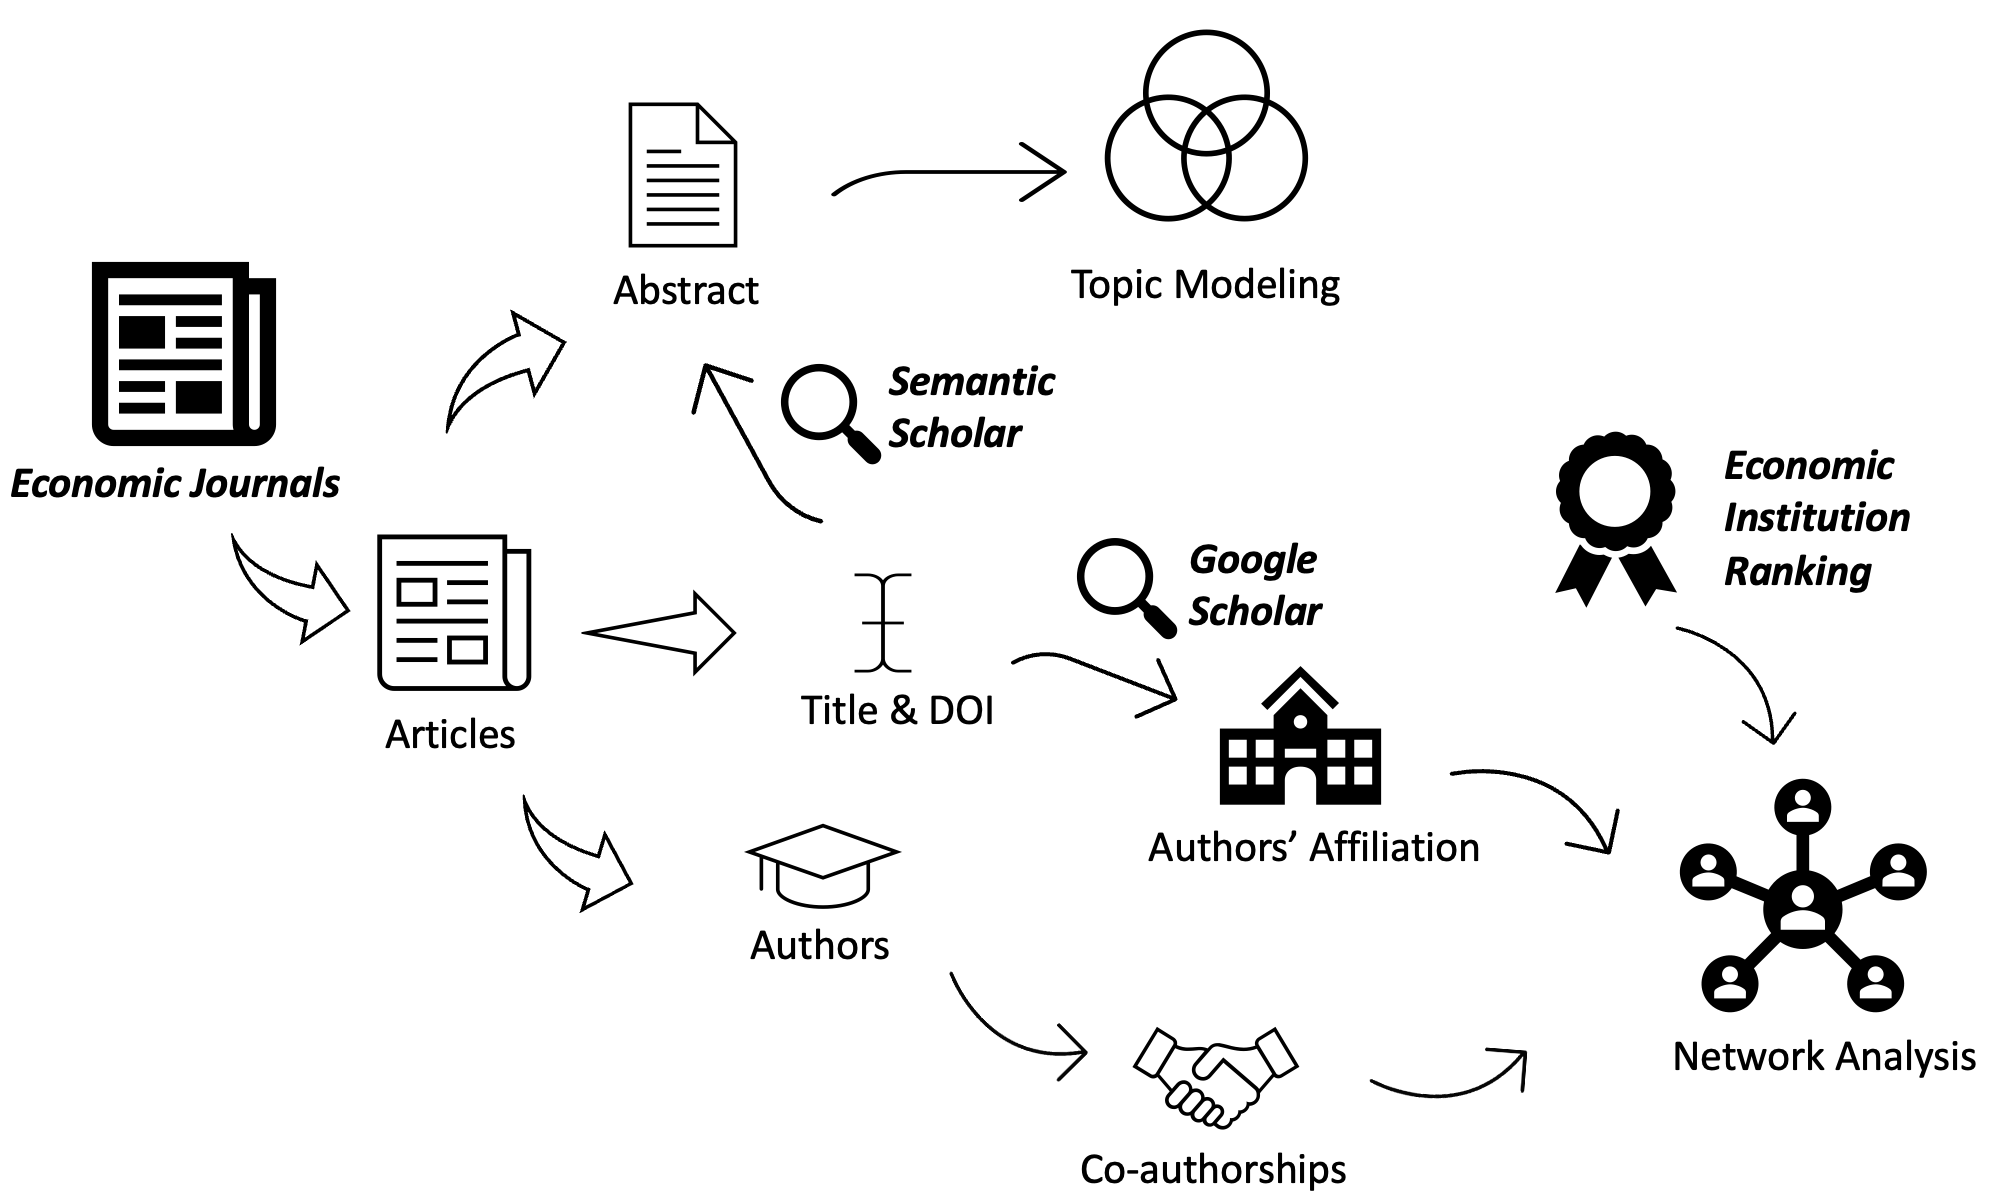 Abstract
Topic Modeling
Semantic
Scholar
Economic Journals
Economic
Institution
Ranking
Google
Scholar
Articles
Title & DOI
Authors’ Affiliation
Authors
Network Analysis
Co-authorships